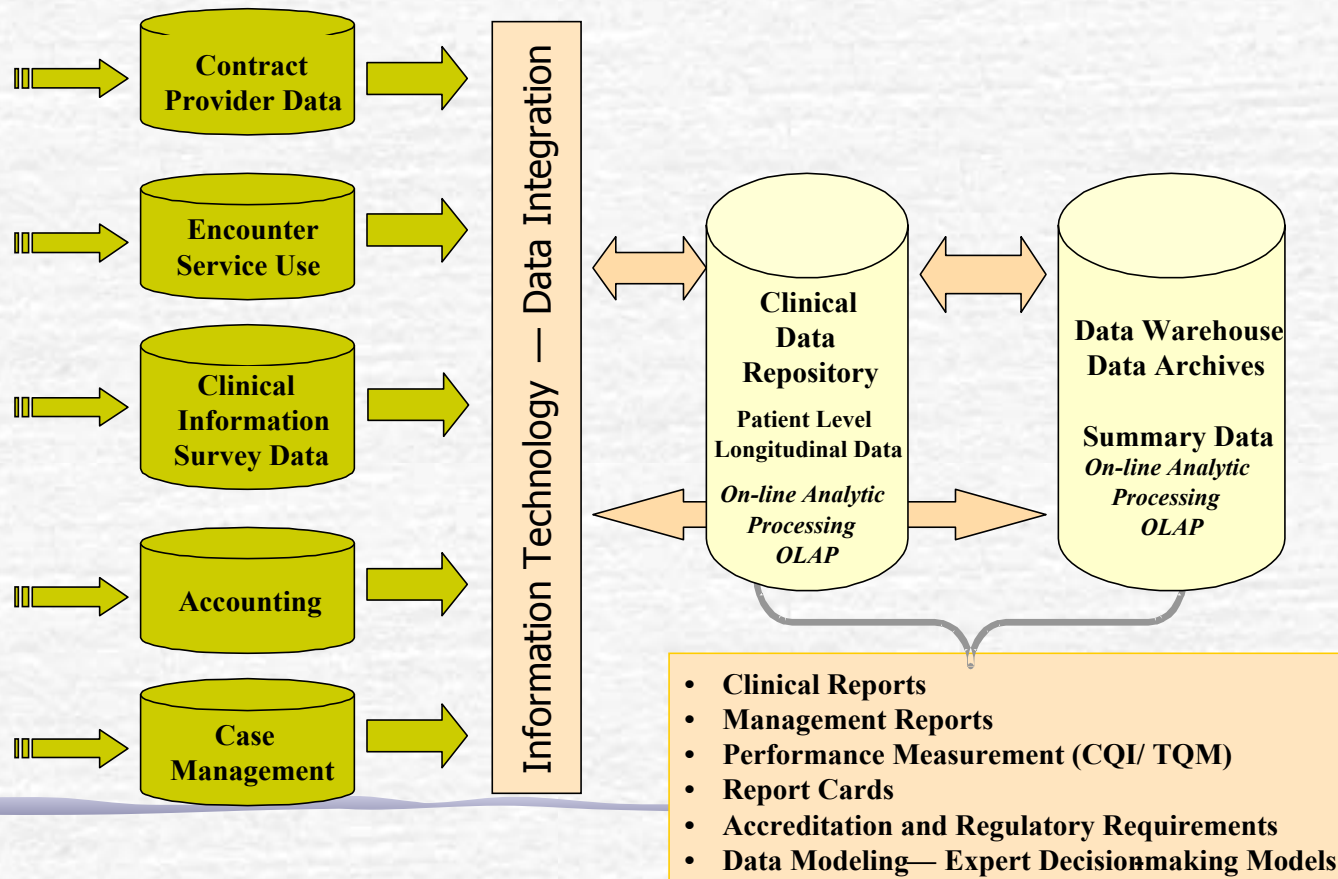 Contract
Provider Data
Encounter
Service Use
Clinical
Information
Survey Data
Accounting
Case
Management
Information Technology — Data Integration
Clinical
Data
Repository
Patient Level
Longitudinal Data
On-line Analytic
Processing
OLAP
Data Warehouse
Data Archives
Summary Data
On-line Analytic
Processing
OLAP
• Clinical Reports
• Management Reports
• Performance Measurement (CQI/ TQM)
• Report Cards
• Accreditation and Regulatory Requirements
• Data Modeling— Expert Decision-making Models